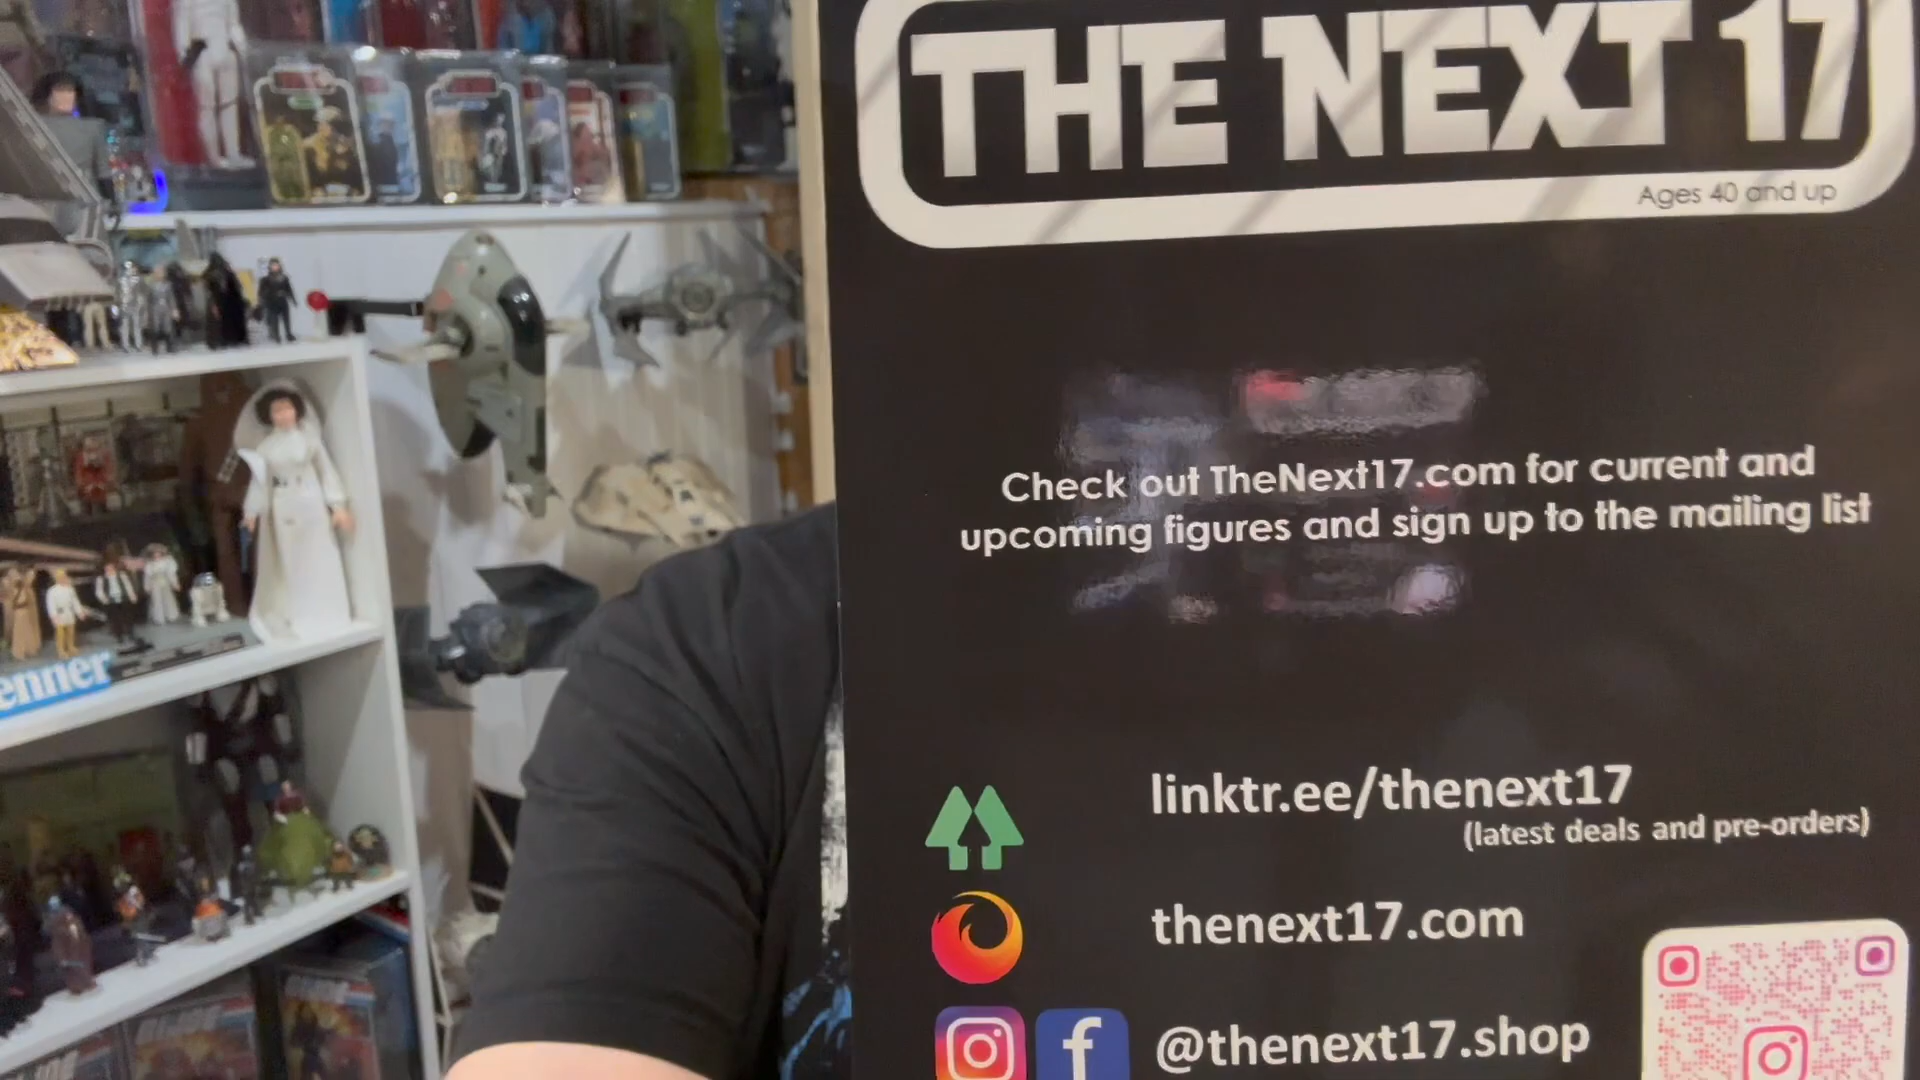 THE NEXT 17
Ages 40 and up
Check out TheNext17.com for current and
upcoming figures and sign up to the mailing list
linktr.ee/thenext17
(latest deals and pre-orders)
thenext17.com
@thenext17.shop
enner